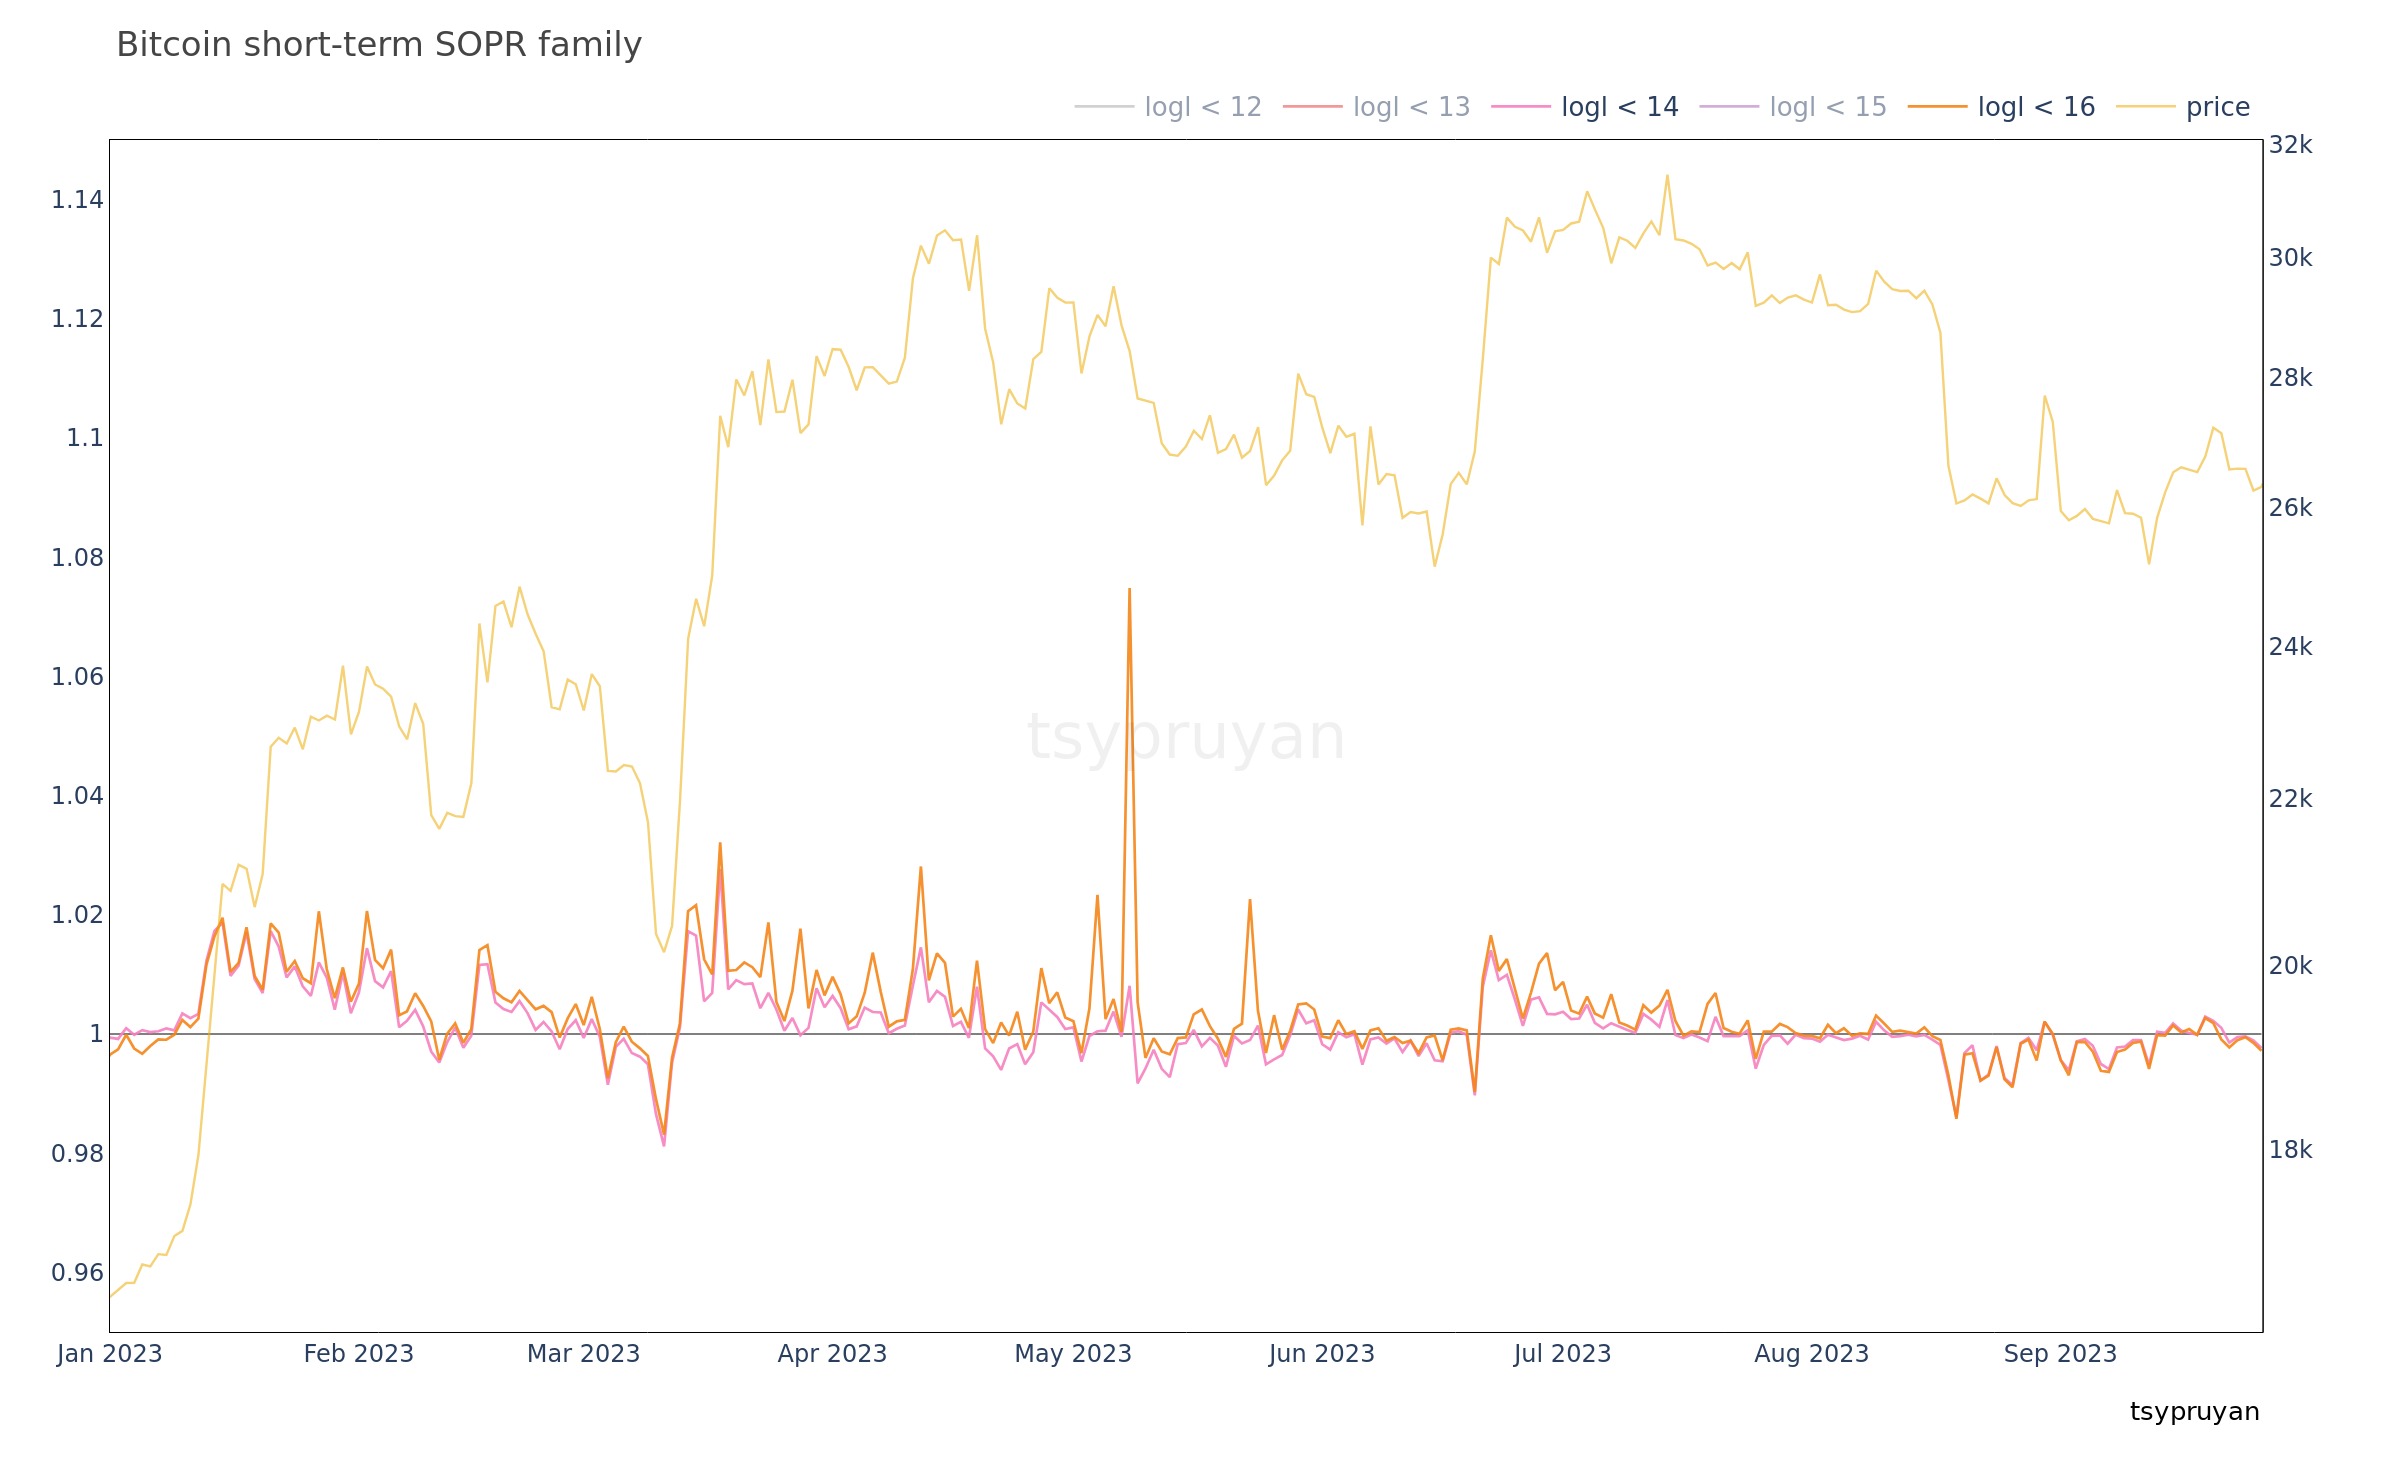 Bitcoin short-term SOPR family
logl < 12 logl < 13 logl < 14 logl < 15 logl < 16 price
32k
1.14
30k
1.12
28k
1.1
26k
1.08
24k
1.06
tsypruyan
1.04
22k
1.02
20k
1
18k
0.98
0.96
Jan 2023 Feb 2023 Mar 2023 Apr 2023 May 2023 Jun 2023 Jul 2023 Aug 2023 Sep 2023
tsypruyan